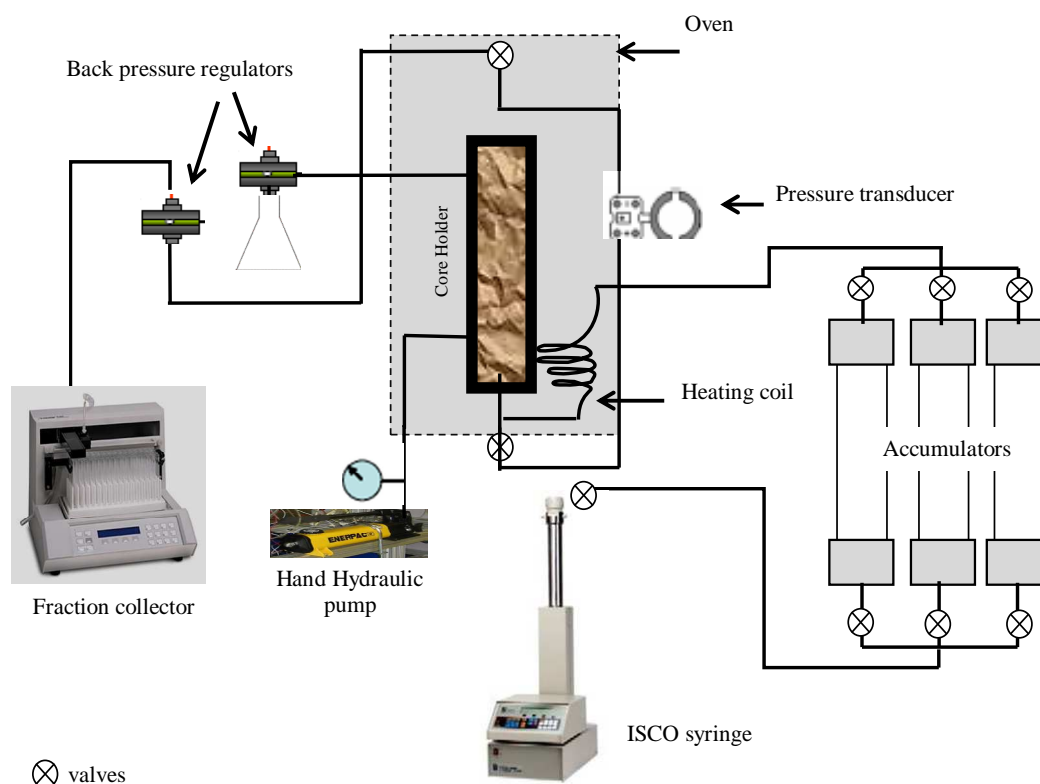 Oven
Back pressure regulators
Pressure transducer
Core Holder
Heating coil
Accumulators
ENERPAC
Hand Hydraulic
pump
Fraction collector
ISCO syringe
valves